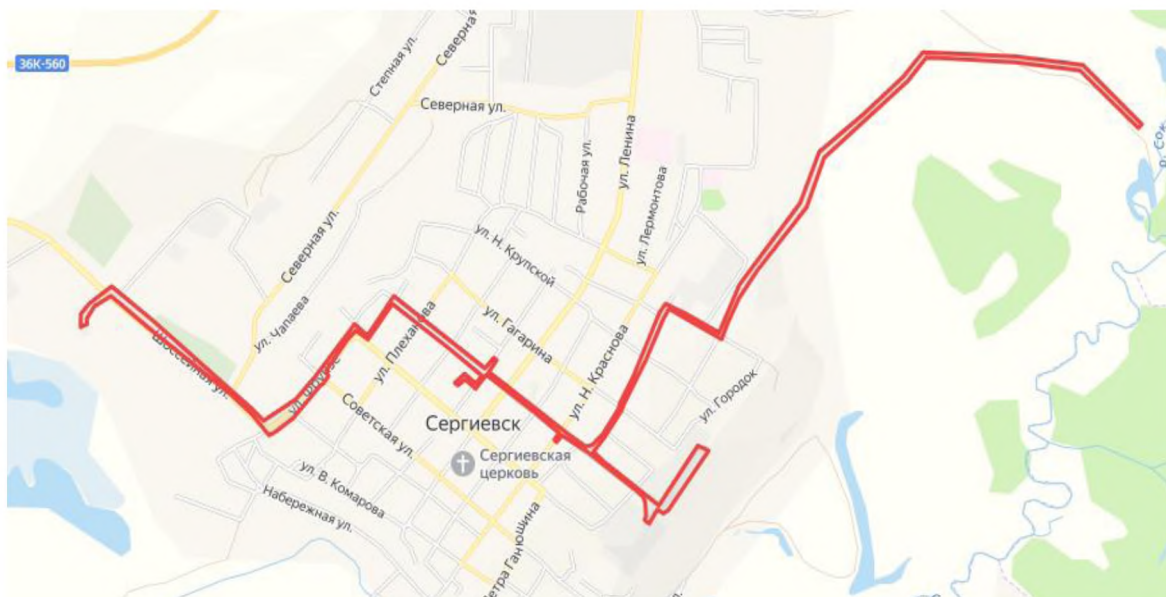 36К-560
Степная ул.
Северная
Северная ул.
ул. Ленина
Рабочая ул.
ул. Лермонтова
Северная ул.
ул. Н. Крупской
ул. Чапаева
ул. Плеханова
ул. Гагарина
Шоссейная ул.
ул. Н. Краснова
ул. Городок
Советская ул.
Сергиевск
Сергиевская
церковь
ул. В. Комарова
Набережная ул.
Петра Ганюшина